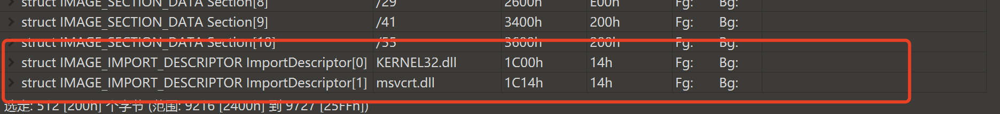 struct IMAGE_SECTION_DATA Section[8] /29 2600h E00h Fg: Bg:
struct IMAGE_SECTION_DATA Section[9] /41 3400h 200h Fg: Bg:
struct IMAGE_SECTION_DATA Section[10] /55 3600h 200h Fg: Bg:
struct IMAGE_IMPORT_DESCRIPTOR ImportDescriptor[0] KERNEL32.dll 1C00h 14h Fg: Bg:
struct IMAGE_IMPORT_DESCRIPTOR ImportDescriptor[1] msvcrt.dll 1C14h 14h Fg: Bg:
选定: 512 [200h] 个字节 (范围: 9216 [2400h] 到 9727 [25FFh])